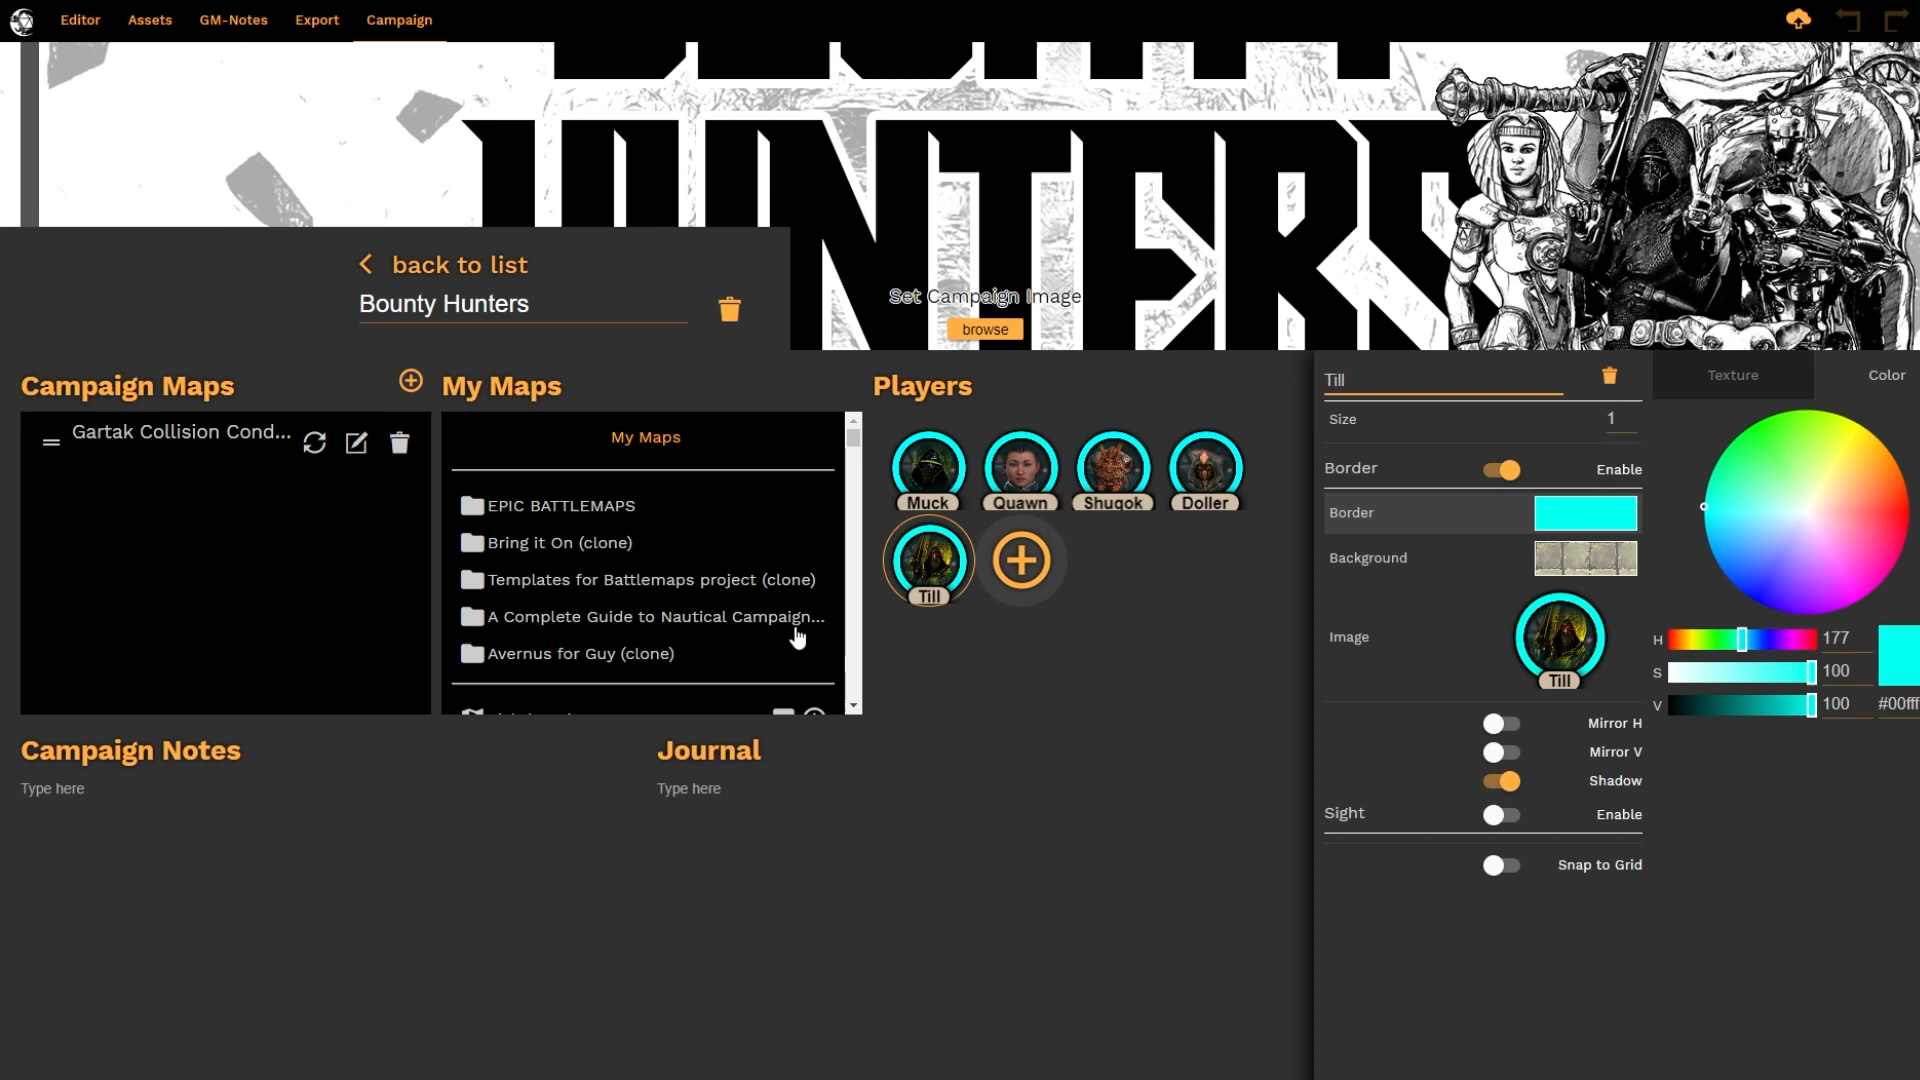 Editor Assets GM-Notes Export Campaign
HUNTERS
back to list
Bounty Hunters
Set Campaign Image
browse
Campaign Maps
Gartak Collision Cond...
My Maps
My Maps
EPIC BATTLEMAPS
Bring it On (clone)
Templates for Battlemaps project (clone)
A Complete Guide to Nautical Campaign...
Avernus for Guy (clone)
Players
Muck Quawn Shuqok Doller
Till
Campaign Notes
Type here
Journal
Type here
Till
Size 1
Border Enable
Border
Background
Image
Till
Mirror H
Mirror V
Shadow
Sight Enable
Snap to Grid
Texture Color
H 177
S 100
V 100 #00fff